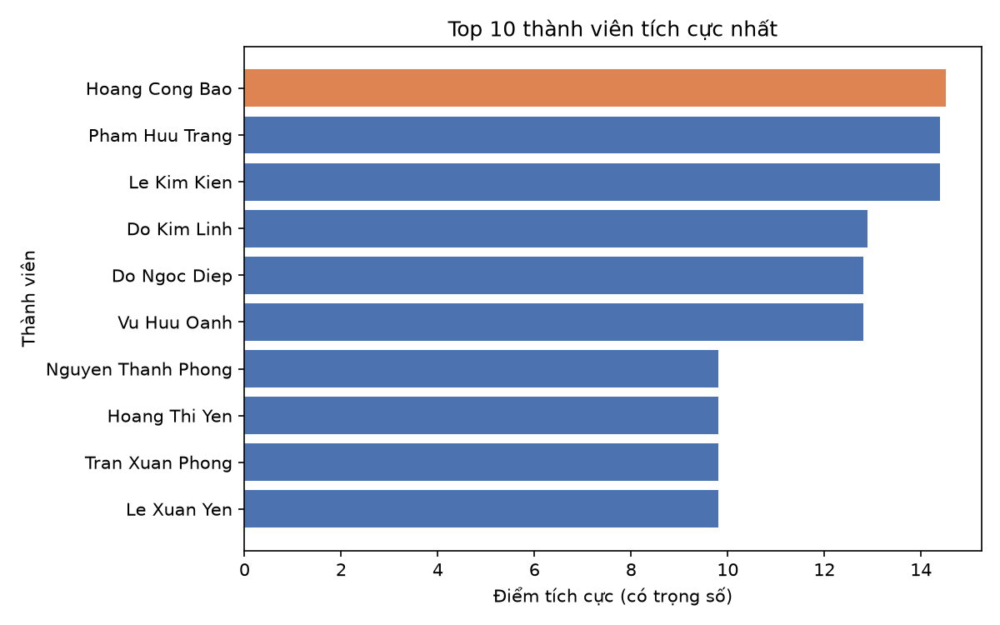 Top 10 thành viên tích cực nhất
Thành viên
Hoang Cong Bao
Pham Huu Trang
Le Kim Kien
Do Kim Linh
Do Ngoc Diep
Vu Huu Oanh
Nguyen Thanh Phong
Hoang Thi Yen
Tran Xuan Phong
Le Xuan Yen
0 2 4 6 8 10 12 14
Điểm tích cực (có trọng số)